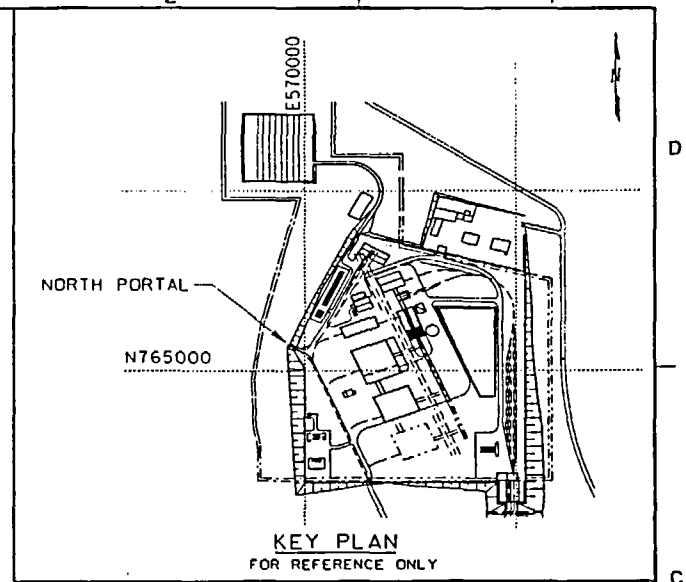 E570000
D
NORTH PORTAL
N765000
KEY PLAN
FOR REFERENCE ONLY
C